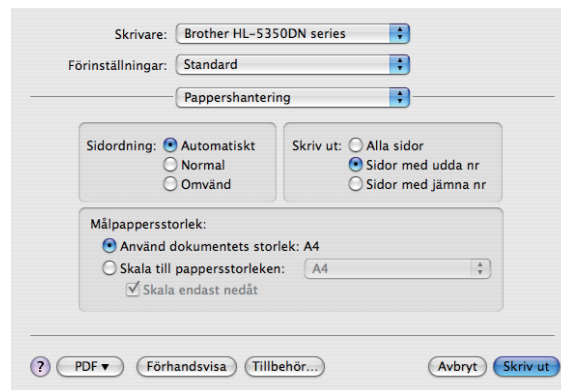 Skrivare: Brother HL-5350DN series
Förinställningar: Standard
Pappershantering
Sidordning: Automatiskt
Normal
Omvänd
Skriv ut: Alla sidor
Sidor med udda nr
Sidor med jämna nr
Målpappersstorlek:
Använd dokumentets storlek: A4
Skala till pappersstorleken: A4
Skala endast nedåt
? PDF▼ Förhandsvisa Tillbehör... Avbryt Skriv ut